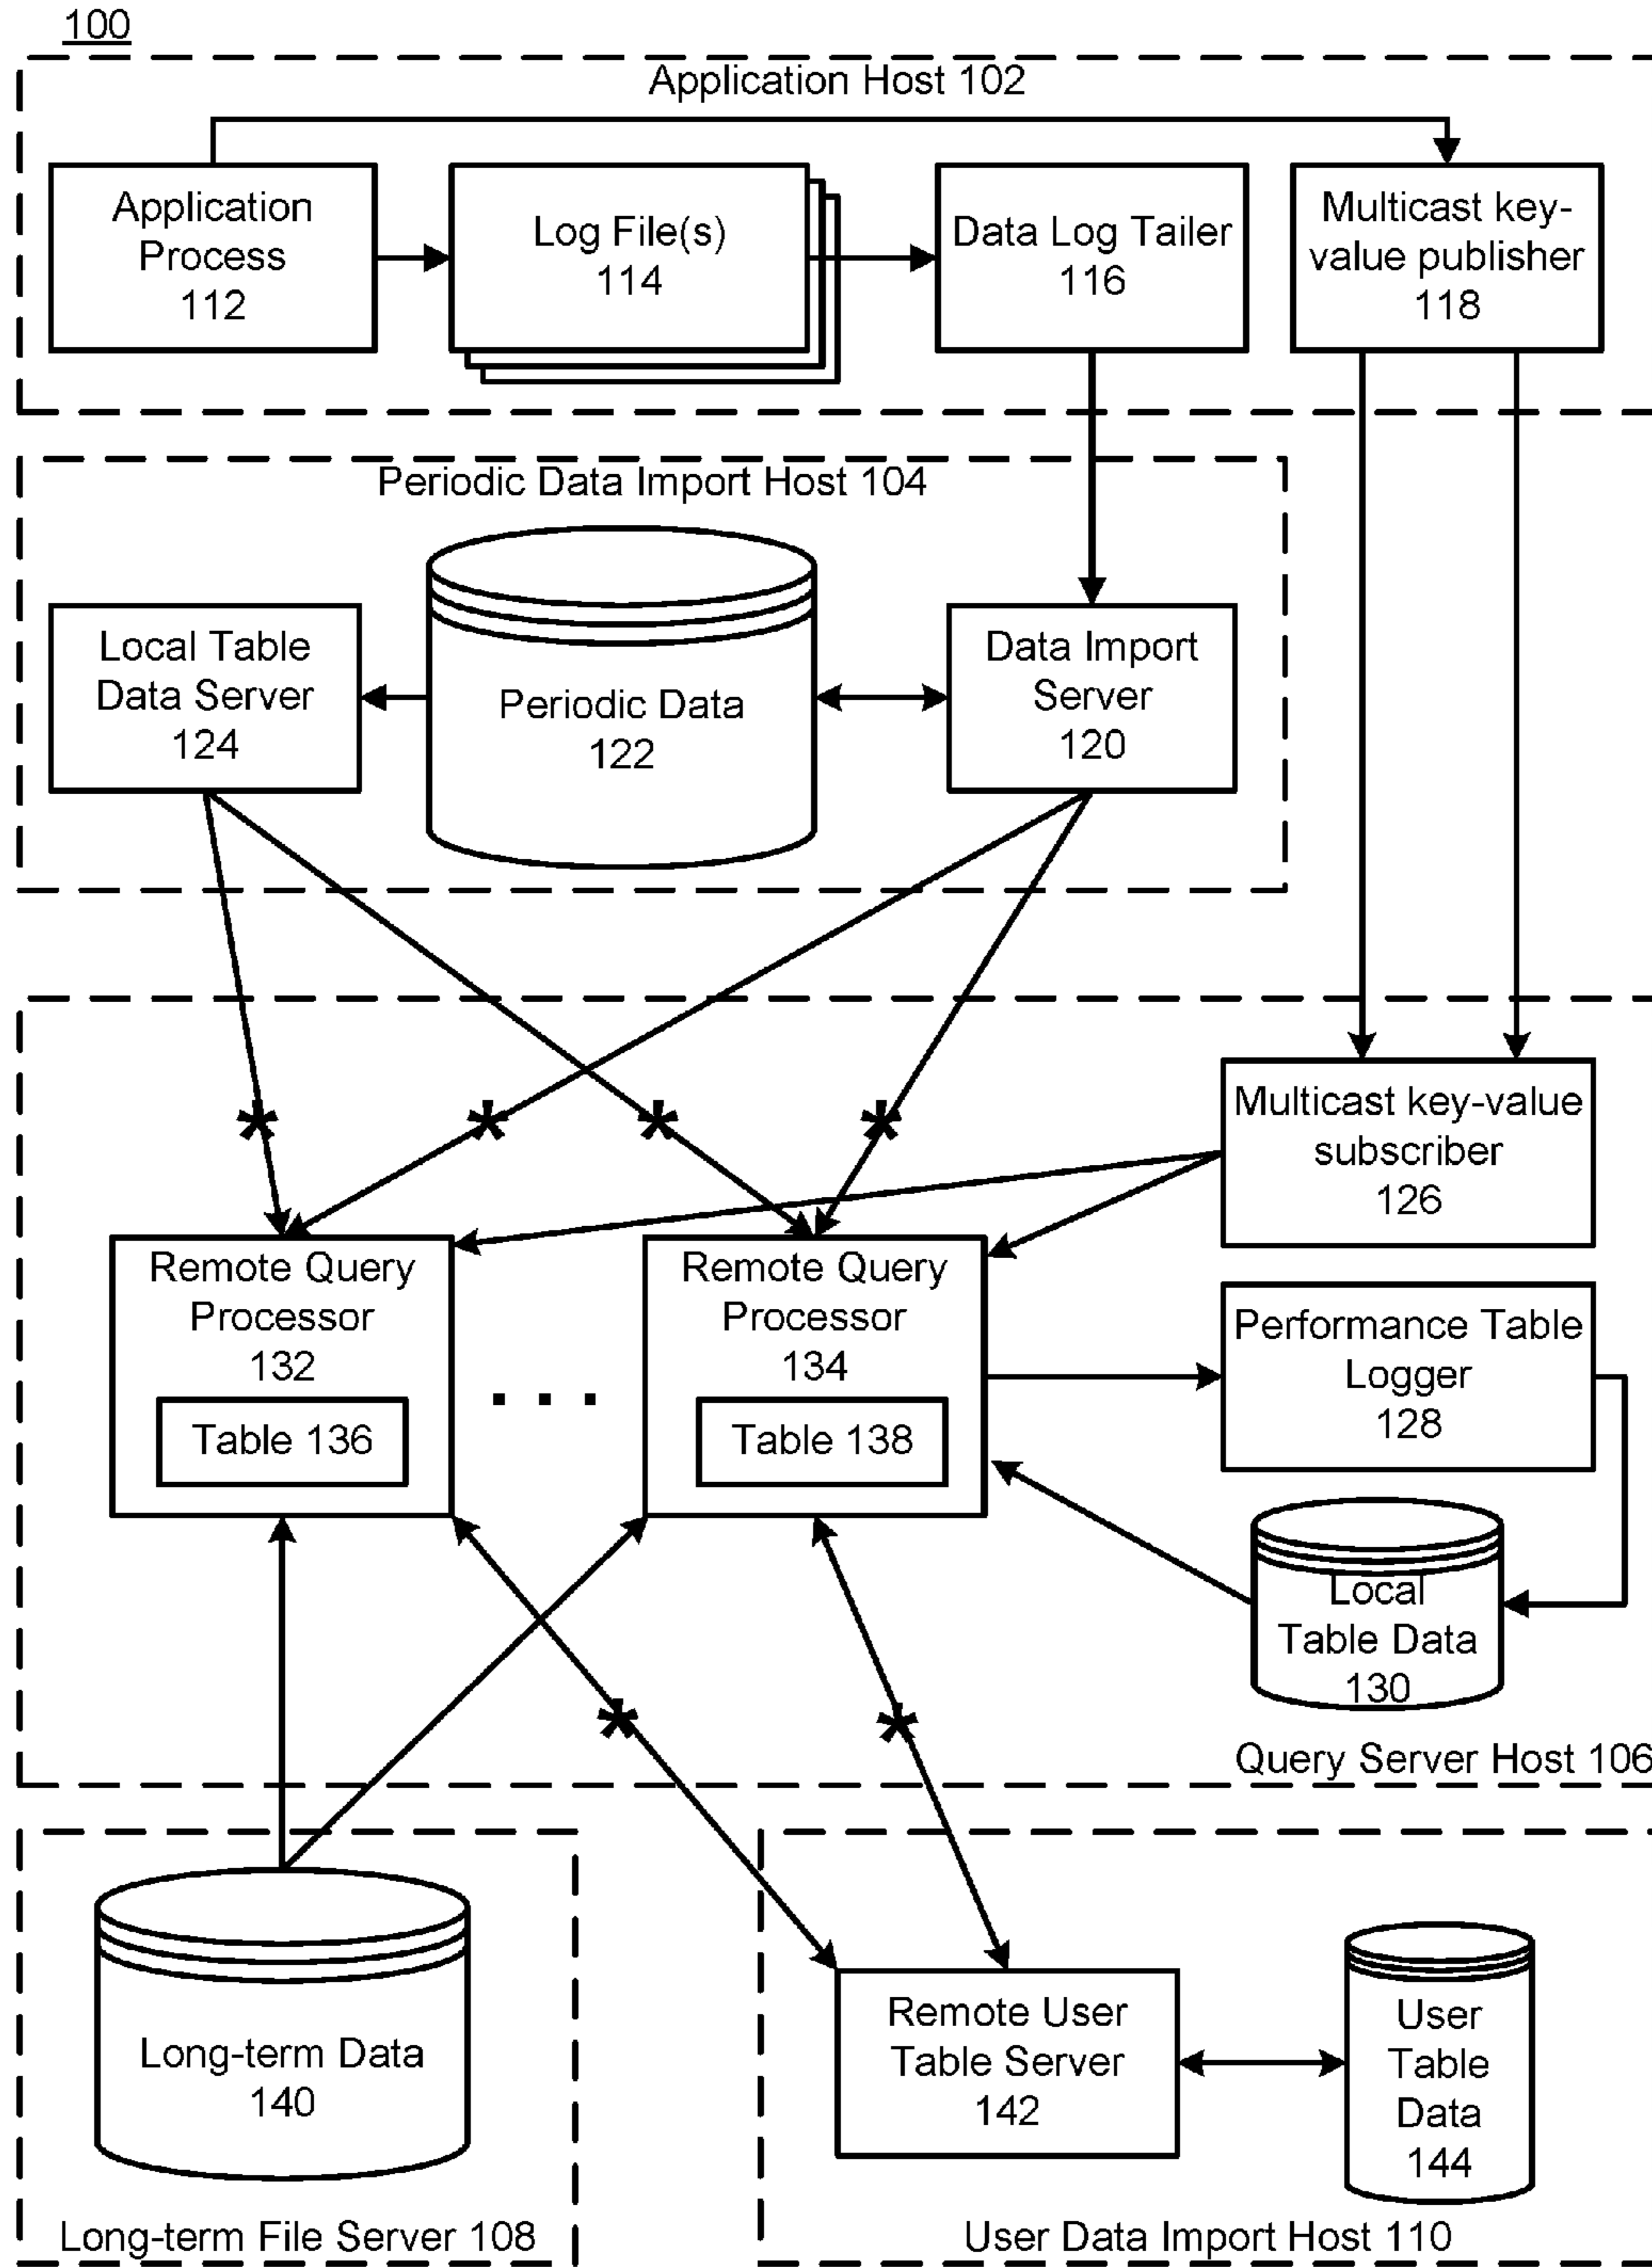 100
Application Host 102
Application
Process
112
Log File(s)
114
Data Log Tailer
116
Multicast key-
value publisher
118
Periodic Data Import Host 104
Local Table
Data Server
124
Periodic Data
122
Data Import
Server
120
* * * *
Multicast key-value
subscriber
126
Remote Query
Processor
132
Table 136
. . .
Remote Query
Processor
134
Table 138
Performance Table
Logger
128
Local
Table Data
130
* *
Query Server Host 106
Long-term Data
140
Long-term File Server 108
Remote User
Table Server
142
User
Table
Data
144
User Data Import Host 110